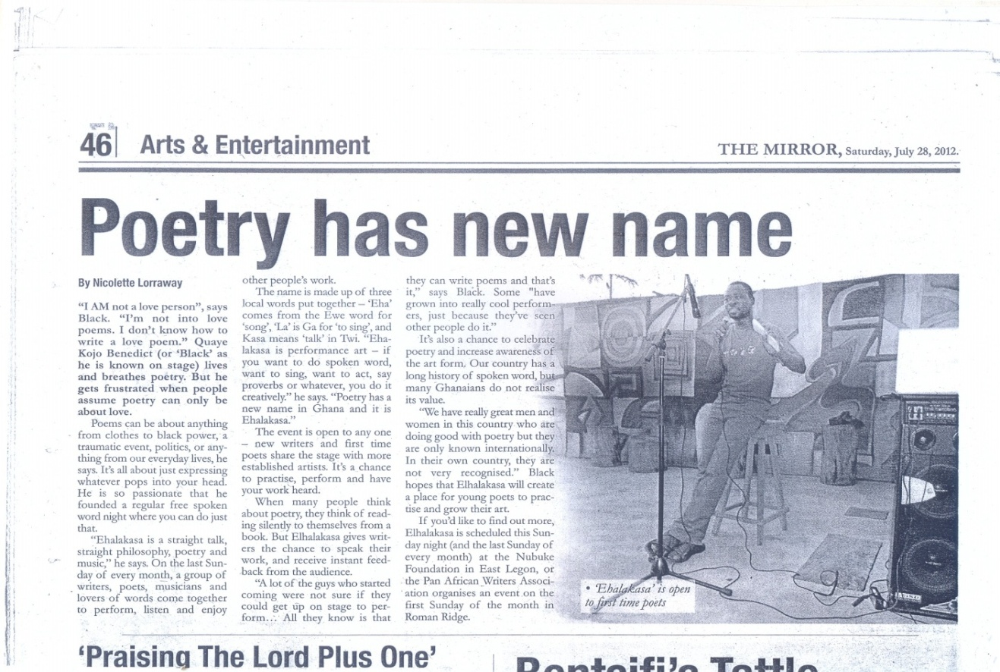 46 Arts & Entertainment
THE MIRROR, Saturday, July 28, 2012.
Poetry has new name
By Nicolette Lorraway
“I AM not a love person”, says
Black. “I’m not into love
poems. I don’t know how to
write a love poem.” Quaye
Kojo Benedict (or ‘Black’ as
he is known on stage) lives
and breathes poetry. But he
gets frustrated when people
assume poetry can only be
about love.
Poems can be about anything
from clothes to black power, a
traumatic event, politics, or any-
thing from our everyday lives, he
says. It’s all about just expressing
whatever pops into your head.
He is so passionate that he
founded a regular free spoken
word night where you can do just
that.
“Ehalakasa is a straight talk,
straight philosophy, poetry and
music,” he says. On the last Sun-
day of every month, a group of
writers, poets, musicians and
lovers of words come together
to perform, listen and enjoy
other people’s work.
The name is made up of three
local words put together – ‘Eha’
comes from the Ewe word for
‘song’, ‘La’ is Ga for ‘to sing’, and
Kasa means ‘talk’ in Twi. “Eha-
lakasa is performance art – if
you want to do spoken word,
want to sing, want to act, say
proverbs or whatever, you do it
creatively.” he says. “Poetry has a
new name in Ghana and it is
Ehalakasa.”
The event is open to any one
– new writers and first time
poets share the stage with more
established artists. It’s a chance
to practise, perform and have
your work heard.
When many people think
about poetry, they think of read-
ing silently to themselves from a
book. But Elhalakasa gives writ-
ers the chance to speak their
work, and receive instant feed-
back from the audience.
“A lot of the guys who started
coming were not sure if they
could get up on stage to per-
form... All they know is that
they can write poems and that’s
it,” says Black. Some "have
grown into really cool perform-
ers, just because they’ve seen
other people do it.”
It’s also a chance to celebrate
poetry and increase awareness of
the art form. Our country has a
long history of spoken word, but
many Ghanaians do not realise
its value.
“We have really great men and
women in this country who are
doing good with poetry but they
are only known internationally.
In their own country, they are
not very recognised.” Black
hopes that Elhalakasa will create
a place for young poets to prac-
tise and grow their art.
If you’d like to find out more,
Elhalakasa is scheduled this Sun-
day night (and the last Sunday of
every month) at the Nubuke
Foundation in East Legon, or
the Pan African Writers Associ-
ation organises an event on the
first Sunday of the month in
Roman Ridge.
• ‘Ehalakasa’ is open
to first time poets
‘Praising The Lord Plus One’